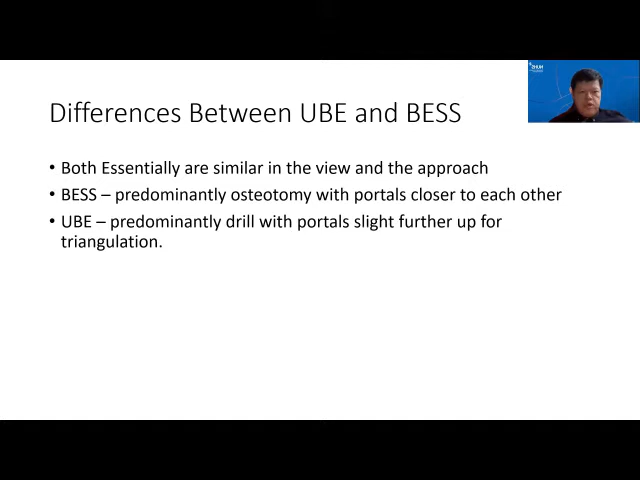 ZHUH
Differences Between UBE and BESS
• Both Essentially are similar in the view and the approach
• BESS – predominantly osteotomy with portals closer to each other
• UBE – predominantly drill with portals slight further up for
triangulation.